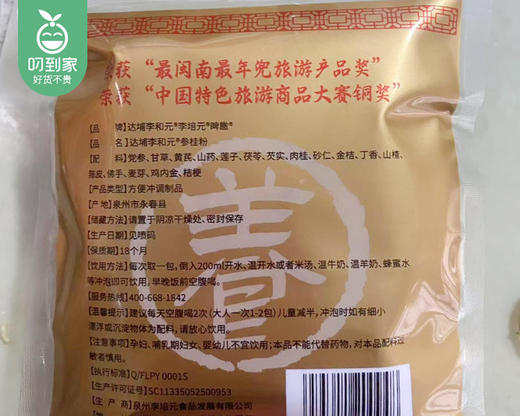 叨到家
好货不贵
获“最闽南最年兜旅游产品奖”
荣获“中国特色旅游商品大赛铜奖”
[品    牌]达埔李和元®李培元®脾膳®
[品    名]达埔李和元®参桂粉
[配    料]党参、甘草、黄芪、山药、莲子、茯苓、芡实、肉桂、砂仁、金桔、丁香、山楂、
陈皮、佛手、麦芽、鸡内金、桔梗
[产品类型]方便冲调制品
[产    地]泉州市永春县
[储藏方法]请置于阴凉干燥处、密封保存
[生产日期]见喷码
[保质期]18个月
[饮用方法]每次取一包，倒入200ml开水、温开水或者米汤、温牛奶、温羊奶、蜂蜜水
等冲泡即可饮用，早晚饭前空腹喝。
[服务热线]400-668-1842
[温馨提示]建议每天空腹喝2次（大人一次1-2包）儿童减半，冲泡时如有细小
漂浮或沉淀物体为配料，请放心饮用。
[注意事项]孕妇、哺乳期妇女、婴幼儿不宜饮用；本品不能代替药物，对本品配料过
敏者慎用。
[执行标准]Q/FLPY 0001S
[生产许可证号]SC11335052500953
[生 产 商]泉州李培元食品发展有限公司
養